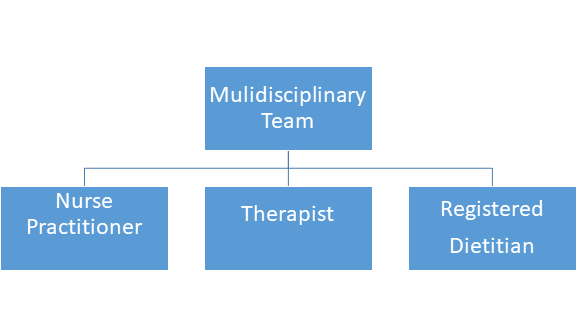 Mulidisciplinary
Team
Nurse
Practitioner
Therapist
Registered
Dietitian